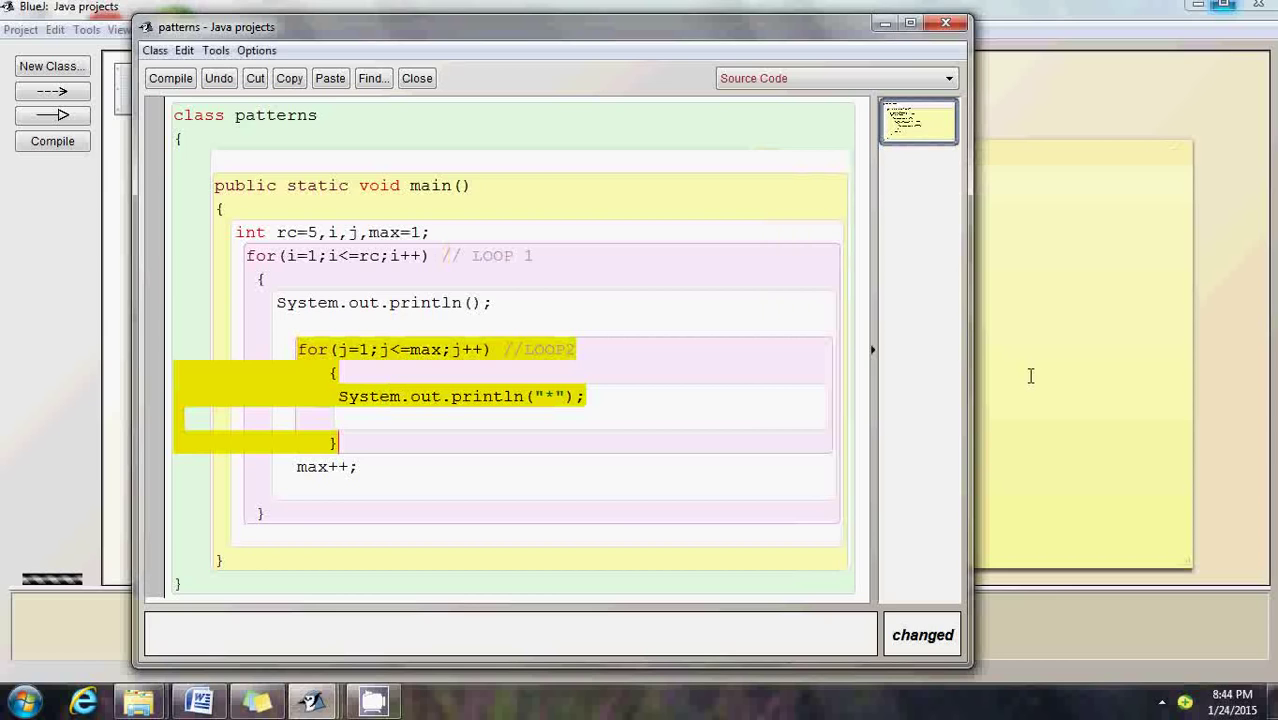 BlueJ: Java projects
Project Edit Tools View
New Class...
Compile
patterns - Java projects
Class Edit Tools Options
Compile Undo Cut Copy Paste Find... Close Source Code
class patterns
{
public static void main()
{
int rc=5,i,j,max=1;
for(i=1;i<=rc;i++) // LOOP 1
{
System.out.println();
for(j=1;j<=max;j++) //LOOP2
{
System.out.println("*");
}
max++;
}
}
}
changed
8:44 PM
1/24/2015